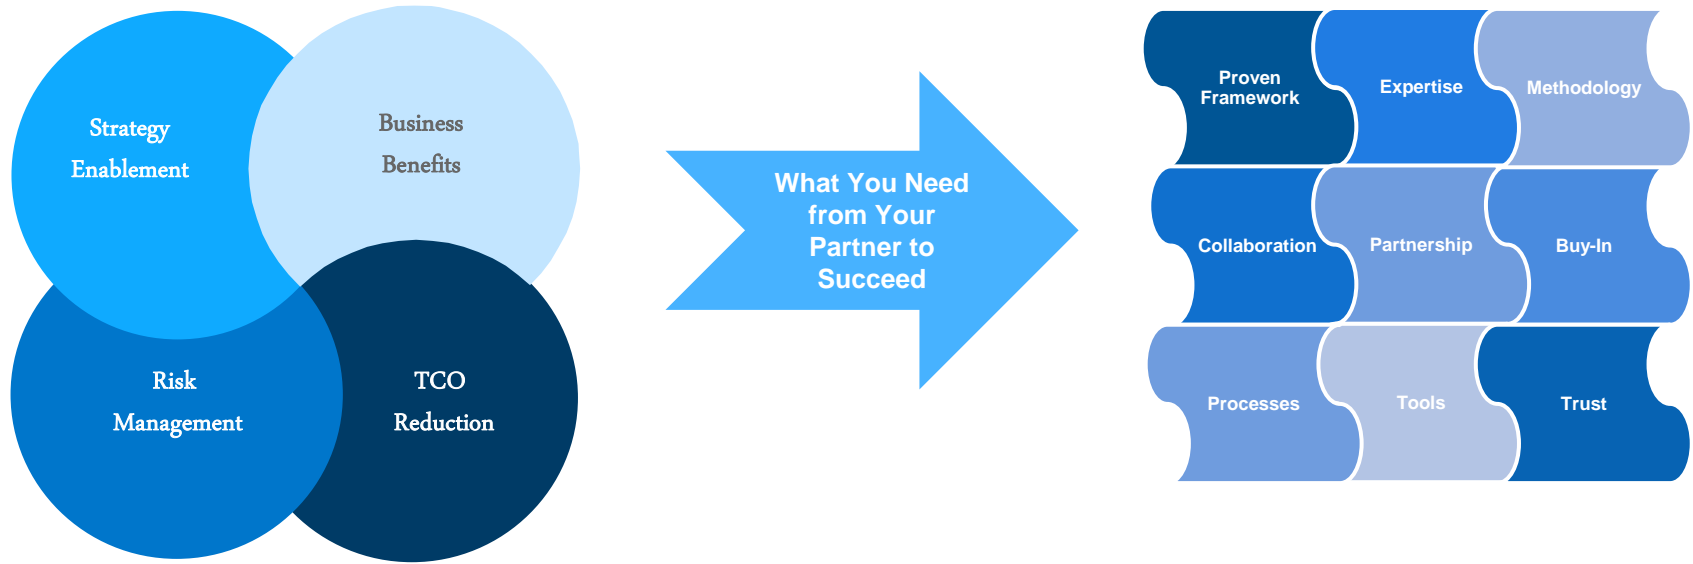 Strategy
Enablement
Business
Benefits
Risk
Management
TCO
Reduction
What You Need
from Your
Partner to
Succeed
Proven
Framework
Expertise
Methodology
Collaboration
Partnership
Buy-In
Processes
Tools
Trust